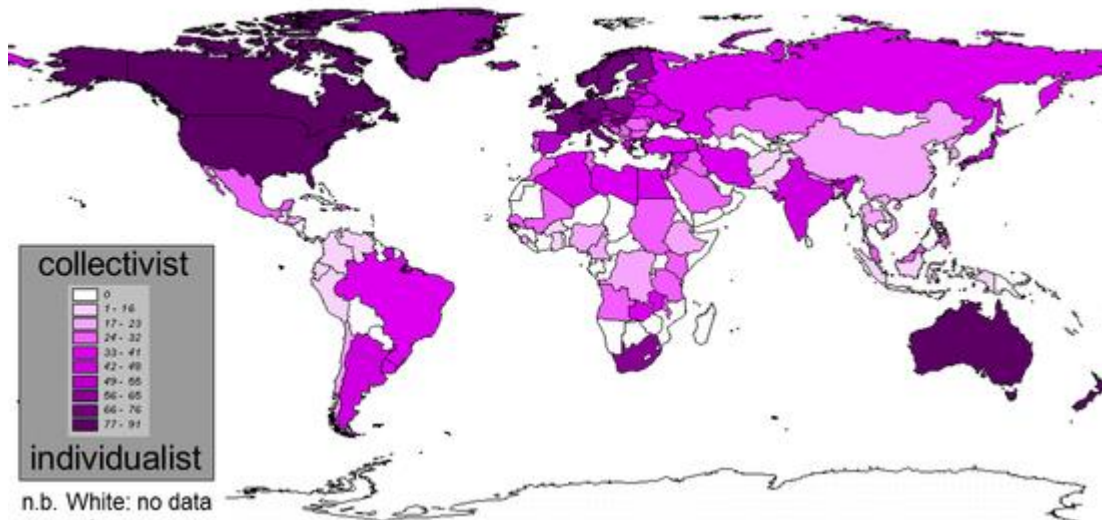 collectivist
0
1 - 16
17 - 23
24 - 32
33 - 41
42 - 48
49 - 55
56 - 65
66 - 76
77 - 91
individualist
n.b. White: no data